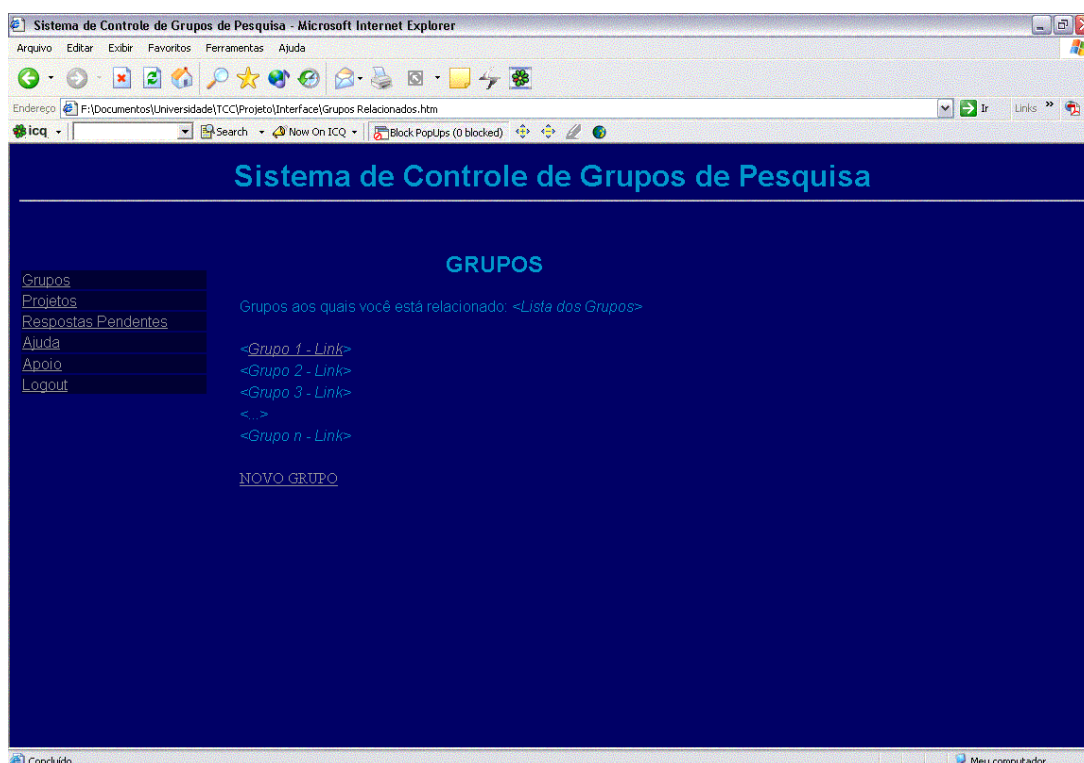 Sistema de Controle de Grupos de Pesquisa - Microsoft Internet Explorer
Arquivo Editar Exibir Favoritos Ferramentas Ajuda
Endereço F:\Documentos\Universidade\TCC\Projeto\Interface\Grupos Relacionados.htm Ir Links »
icq Search Now On ICQ Block PopUps (0 blocked)
Sistema de Controle de Grupos de Pesquisa
GRUPOS
Grupos
Projetos
Respostas Pendentes
Ajuda
Apoio
Logout
Grupos aos quais você está relacionado: <Lista dos Grupos>
<Grupo 1 - Link>
<Grupo 2 - Link>
<Grupo 3 - Link>
<...>
<Grupo n - Link>
NOVO GRUPO
Concluído Meu computador